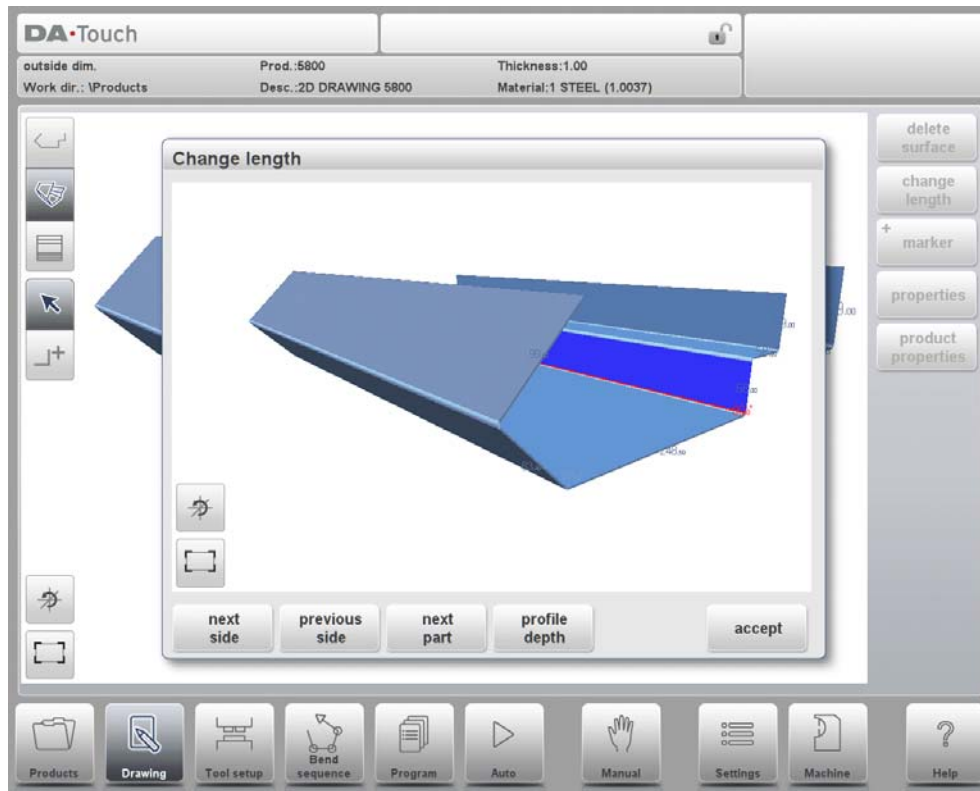 DA•Touch
outside dim. Prod.:5800 Thickness:1.00
Work dir.: \Products Desc.:2D DRAWING 5800 Material:1 STEEL (1.0037)
delete
surface
change
length
+
marker
properties
product
properties
Change length
next
side
previous
side
next
part
profile
depth
accept
Products
Drawing
Tool setup
Bend
sequence
Program
Auto
Manual
Settings
Machine
?
Help